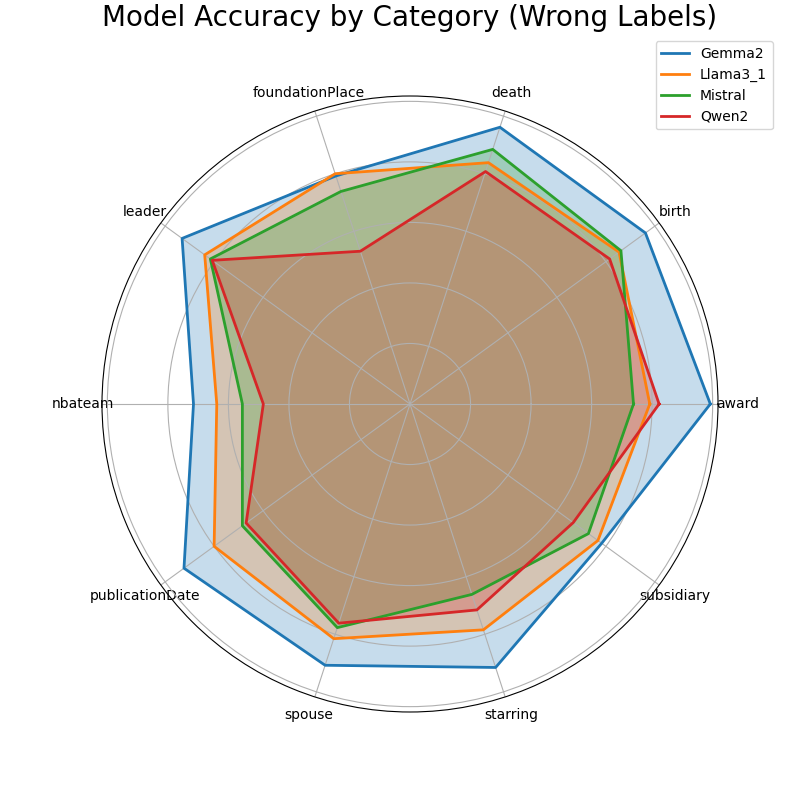 Model Accuracy by Category (Wrong Labels)
Gemma2
Llama3_1
Mistral
Qwen2
foundationPlace
death
leader
birth
nbateam
award
publicationDate
subsidiary
spouse
starring